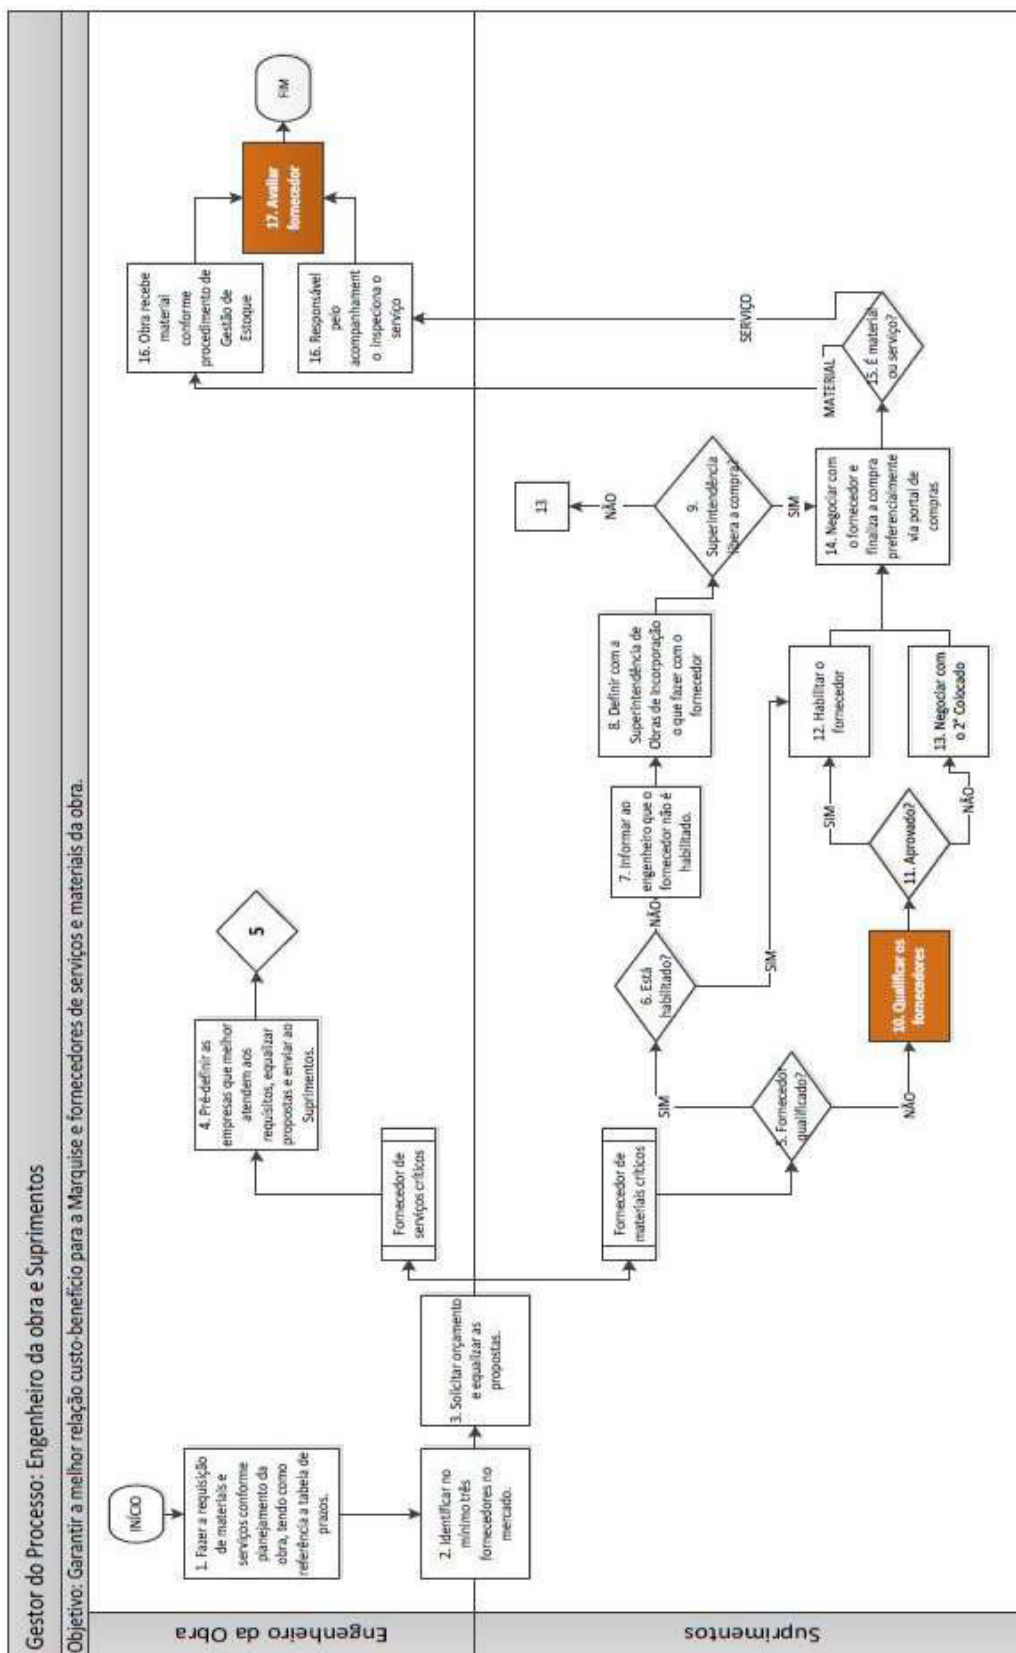 Gestor do Processo: Engenheiro da obra e Suprimentos
Objetivo: Garantir a melhor relação custo-benefício para a Marquise e fornecedores de serviços e materiais da obra.
Engenheiro da Obra
INÍCIO
1. Fazer a requisição
de materiais e
serviços conforme
planejamento da
obra, tendo como
referência a tabela de
prazos.
2. Identificar no
mínimo três
fornecedores no
mercado.
3. Solicitar orçamento
e equalizar as
propostas.
Fornecedor de
serviços críticos
4. Pré-definir as
empresas que melhor
atendem aos
requisitos, equalizar
propostas e enviar ao
Suprimentos.
5
16. Obra recebe
material
conforme
procedimento de
Gestão de
Estoque
16. Responsável
pelo
acompanhament
o inspeciona o
serviço
17. Avaliar
fornecedor
FIM
Suprimentos
Fornecedor de
materiais críticos
5. Fornecedor
qualificado?
SIM
NÃO
6. Está
habilitado?
NÃO
SIM
7. Informar ao
engenheiro que o
fornecedor não é
habilitado.
8. Definir com a
Superintendência de
Obras de Incorporação
o que fazer com o
fornecedor
9.
Superintendência
libera a compra?
NÃO
SIM
13
10. Qualificar os
fornecedores
11. Aprovado?
SIM
NÃO
12. Habilitar o
fornecedor
13. Negociar com
o 2° Colocado
14. Negociar com
o fornecedor e
finaliza a compra
preferencialmente
via portal de
compras
15. É material
ou serviço?
MATERIAL
SERVIÇO